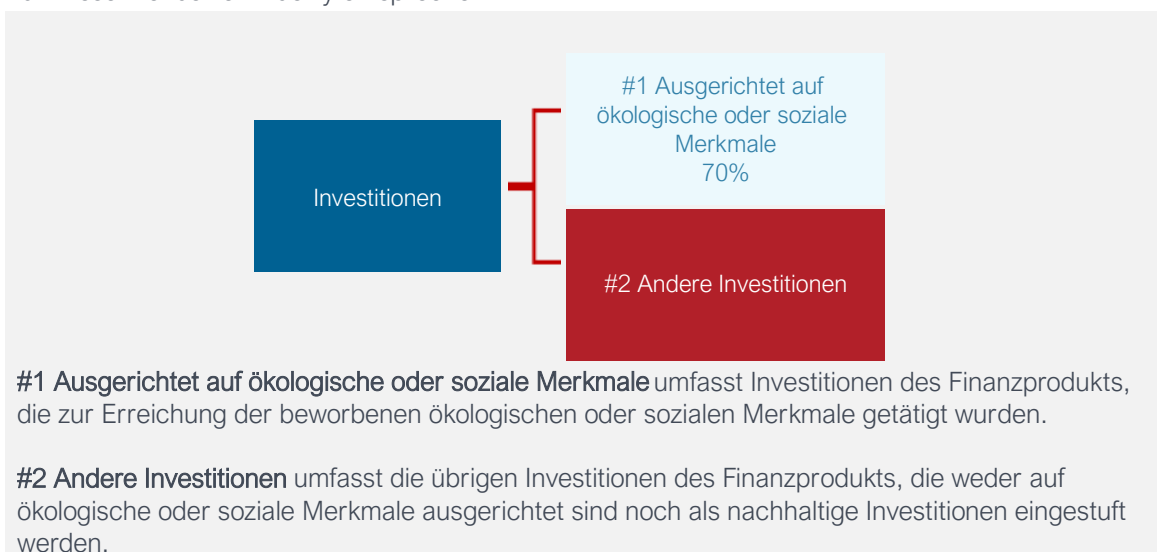 #1 Ausgerichtet auf
ökologische oder soziale
Merkmale
70%
Investitionen
#2 Andere Investitionen
#1 Ausgerichtet auf ökologische oder soziale Merkmale umfasst Investitionen des Finanzprodukts,
die zur Erreichung der beworbenen ökologischen oder sozialen Merkmale getätigt wurden.
#2 Andere Investitionen umfasst die übrigen Investitionen des Finanzprodukts, die weder auf
ökologische oder soziale Merkmale ausgerichtet sind noch als nachhaltige Investitionen eingestuft
werden.